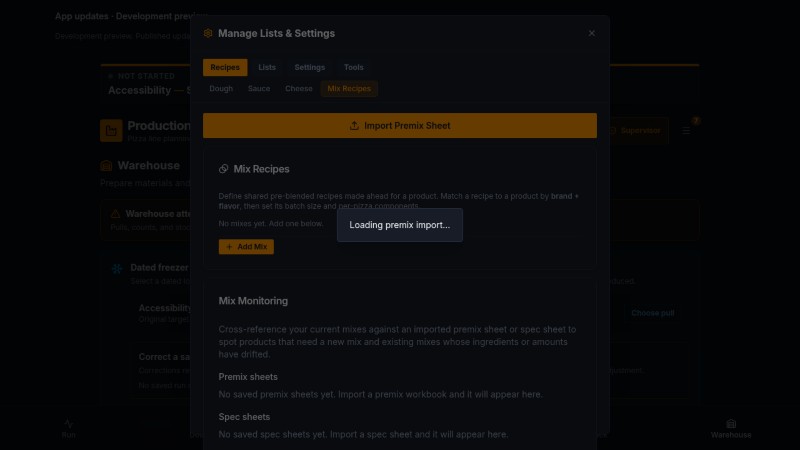 App updates · Development preview
Development preview. Published upda
Manage Lists & Settings
Recipes
Lists
Settings
Tools
Dough
Sauce
Cheese
Mix Recipes
NOT STARTED
Accessibility — S
Import Premix Sheet
Production
Supervisor
Mix Recipes
Warehouse
Prepare materials and
Define shared pre-blended recipes made ahead for a product. Match a recipe to a product by brand +
flavor, then set its batch size and per-pizza components.
No mixes yet. Add one below.
Loading premix import...
Warehouse atte
Add Mix
Dated freezer
Select a dated
Mix Monitoring
Accessibility
Original target
Choose pull
Cross-reference your current mixes against an imported premix sheet or spec sheet to
spot products that need a new mix and existing mixes whose ingredients or amounts
have drifted.
Correct a sa
Premix sheets
No saved premix sheets yet. Import a premix workbook and it will appear here.
Spec sheets
No saved spec sheets yet. Import a spec sheet and it will appear here.
Run
Warehouse